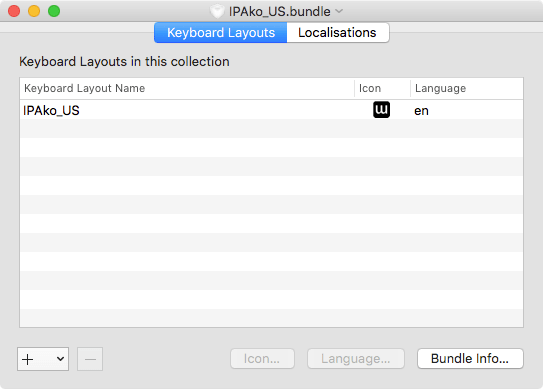 IPAko_US.bundle
Keyboard Layouts Localisations
Keyboard Layouts in this collection
Keyboard Layout Name Icon Language
IPAko_US ɯ en
+ −
Icon... Language... Bundle Info...